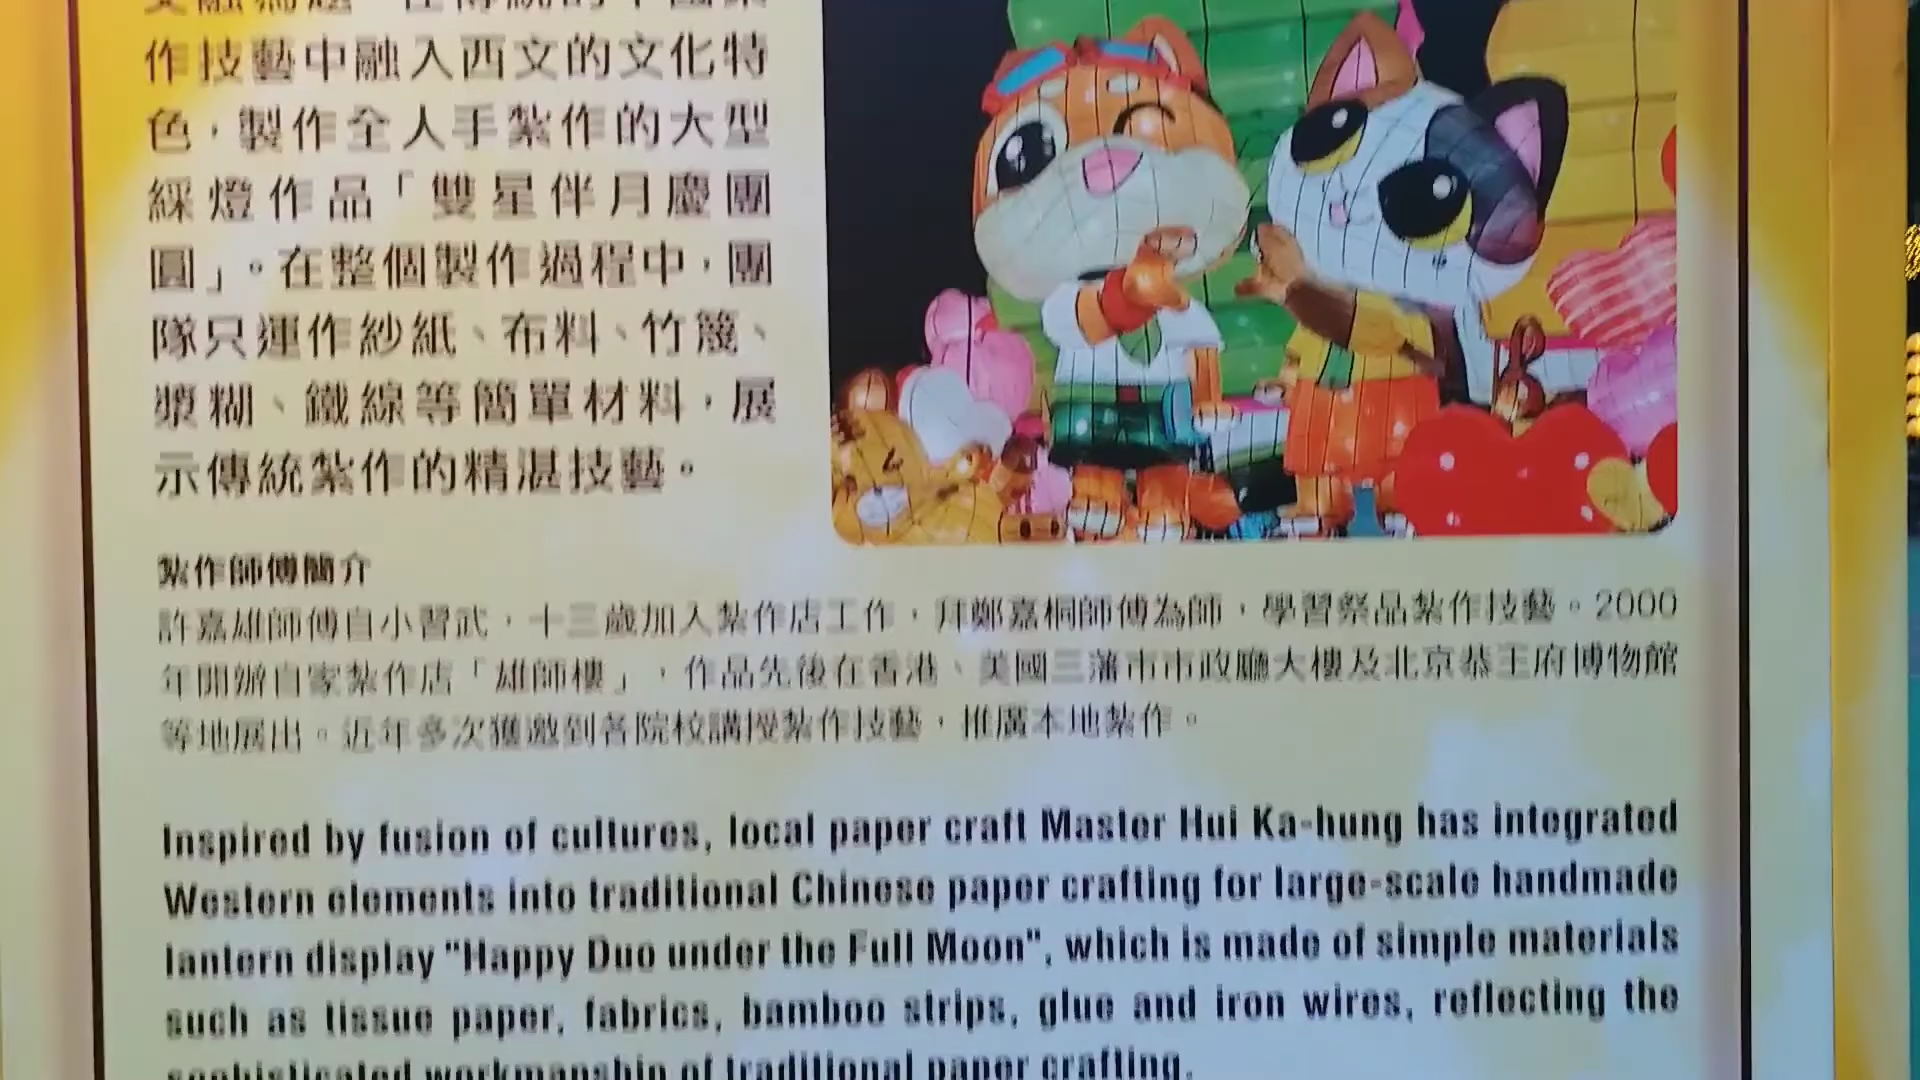 作技藝中融入西文的文化特
色，製作全人手紮作的大型
綵燈作品「雙星伴月慶團
圓」。在整個製作過程中，團
隊只運作紗紙、布料、竹篾、
漿糊、鐵線等簡單材料，展
示傳統紮作的精湛技藝。
紮作師傅簡介
許嘉雄師傅自小習武，十三歲加入紮作店工作，拜鄭嘉桐師傅為師，學習祭品紮作技藝。2000
年開辦自家紮作店「雄師樓」，作品先後在香港、美國三藩市市政廳大樓及北京恭王府博物館
等地展出。近年多次獲邀到各院校講授紮作技藝，推廣本地紮作。
Inspired by fusion of cultures, local paper craft Master Hui Ka-hung has integrated
Western elements into traditional Chinese paper crafting for large-scale handmade
lantern display "Happy Duo under the Full Moon", which is made of simple materials
such as tissue paper, fabrics, bamboo strips, glue and iron wires, reflecting the
sophisticated workmanship of traditional paper crafting.